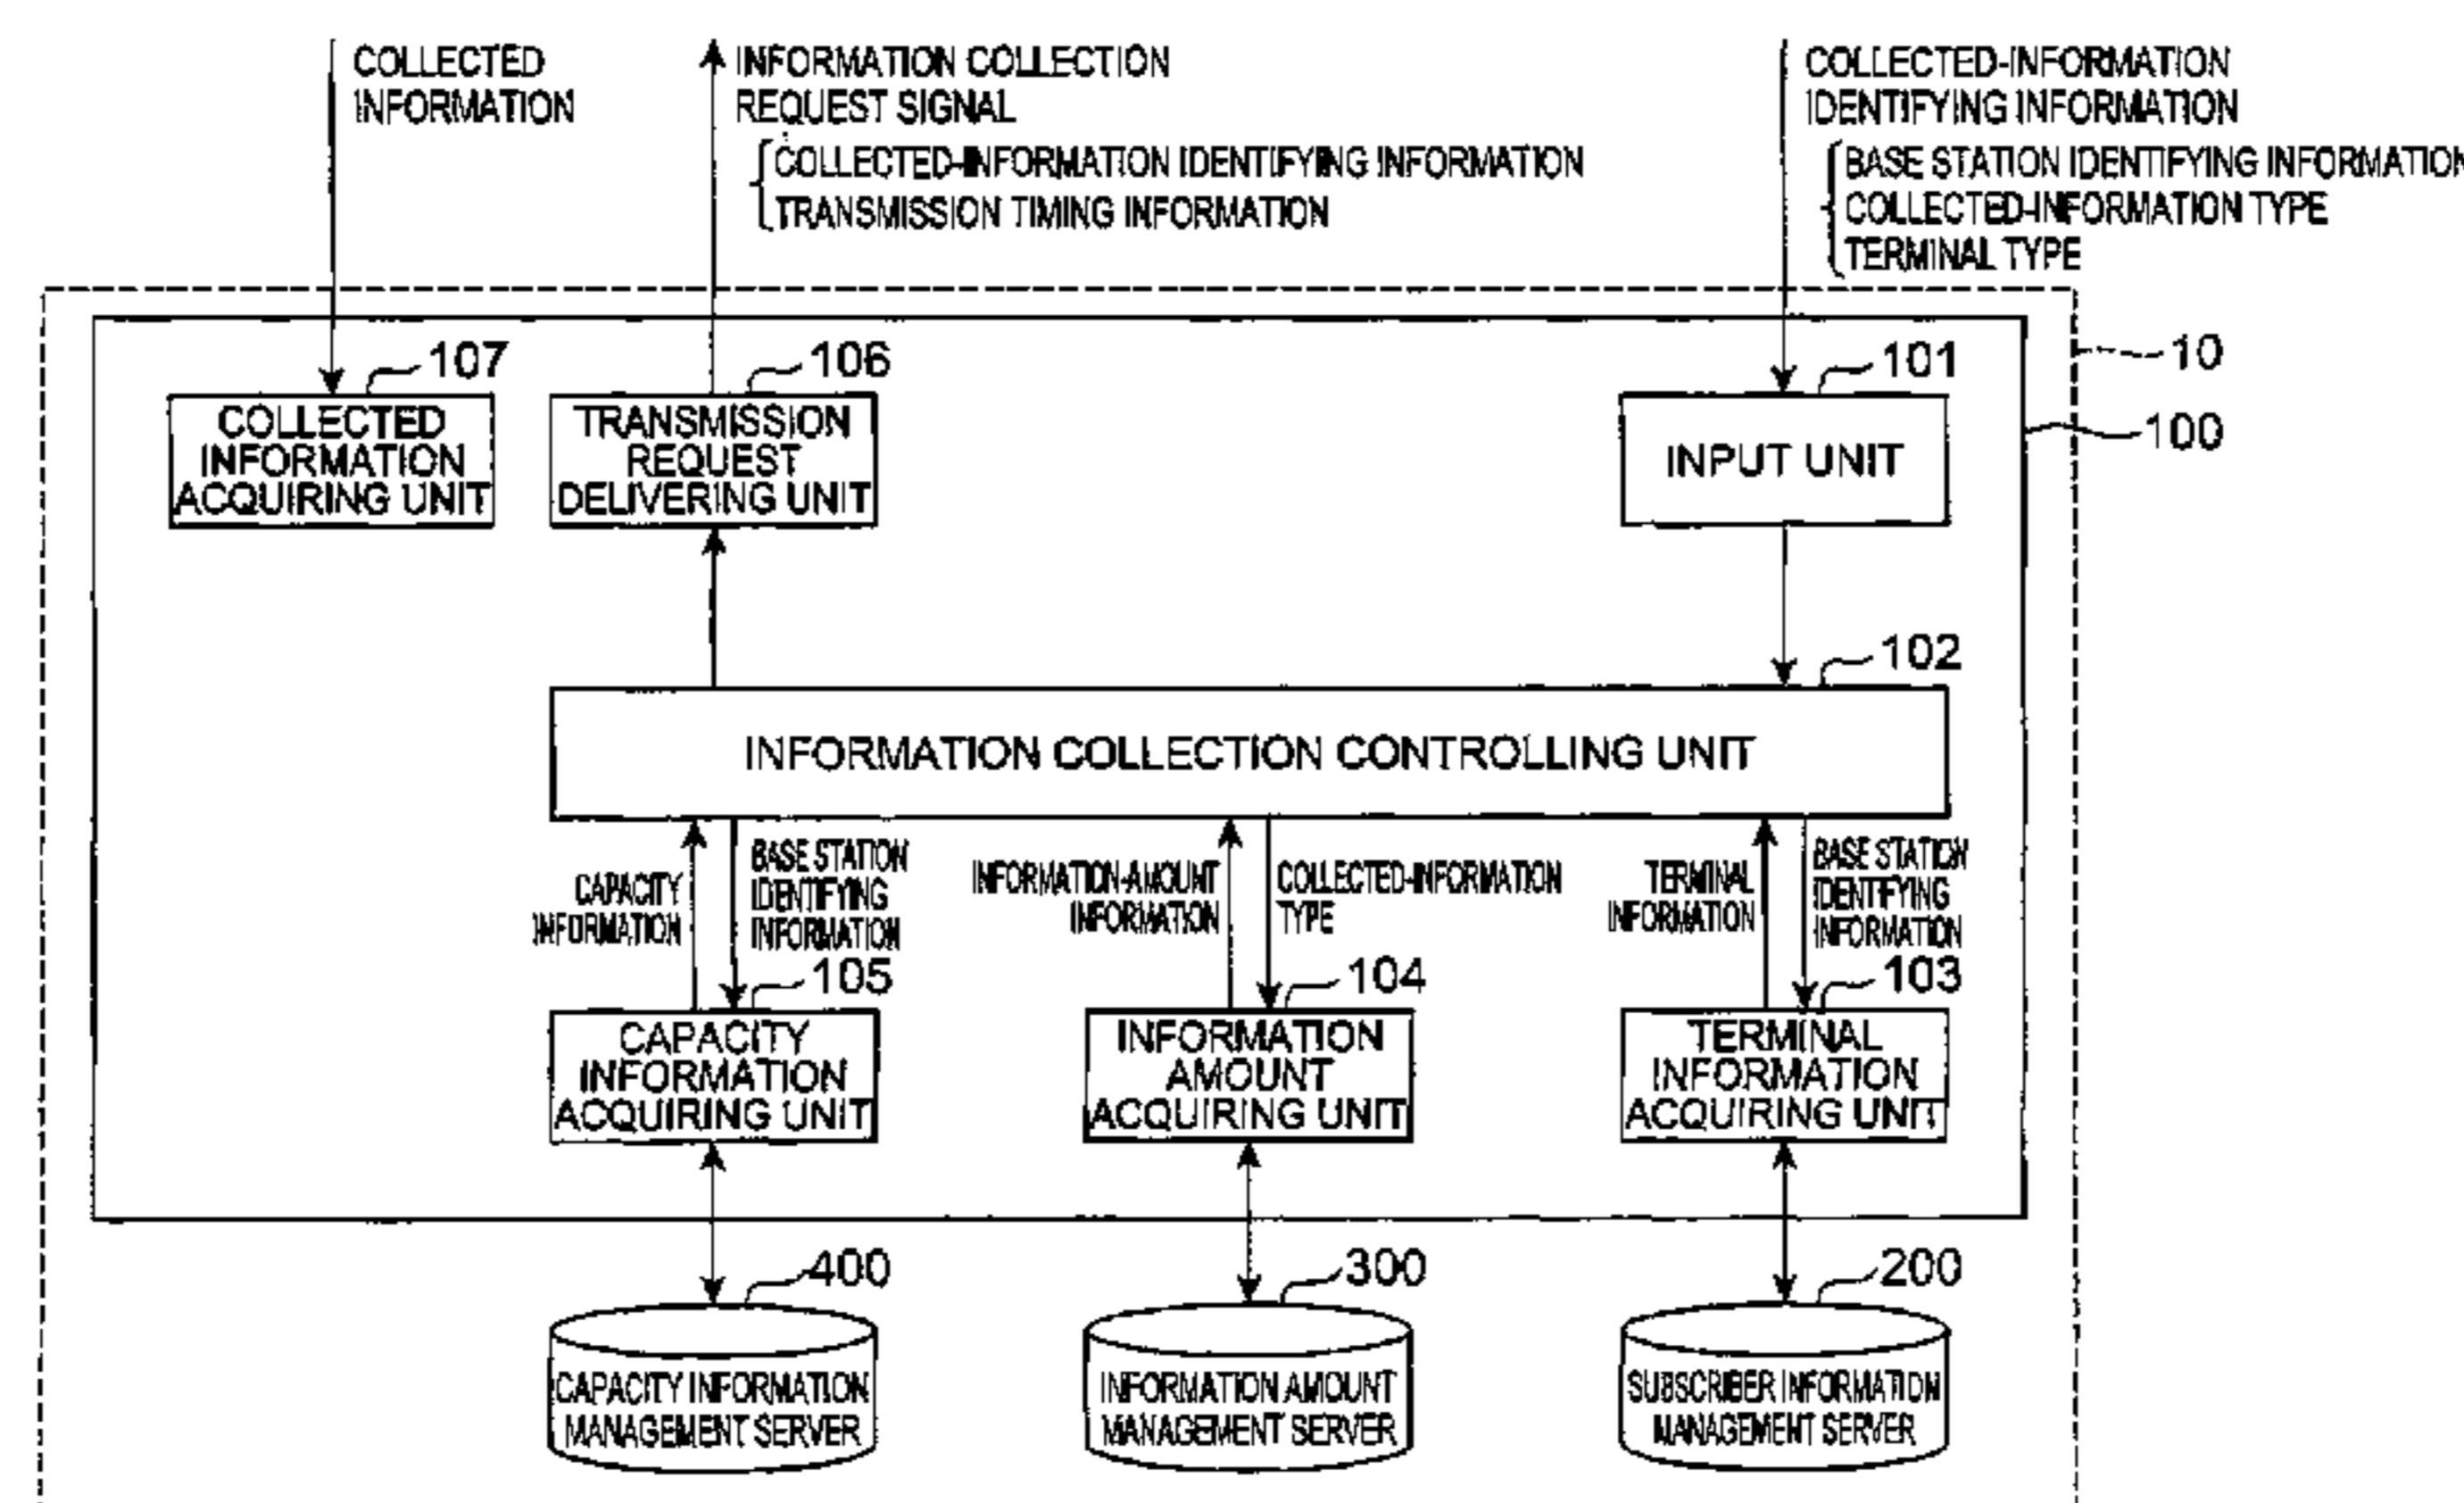 COLLECTED
INFORMATION
INFORMATION COLLECTION
REQUEST SIGNAL
COLLECTED-INFORMATION IDENTIFYING INFORMATION
TRANSMISSION TIMING INFORMATION
COLLECTED-INFORMATION
IDENTIFYING INFORMATION
BASE STATION IDENTIFYING INFORMATION
COLLECTED-INFORMATION TYPE
TERMINAL TYPE
10
100
107
COLLECTED
INFORMATION
ACQUIRING UNIT
106
TRANSMISSION
REQUEST
DELIVERING UNIT
101
INPUT UNIT
102
INFORMATION COLLECTION CONTROLLING UNIT
CAPACITY
INFORMATION
BASE STATION
IDENTIFYING
INFORMATION
INFORMATION-AMOUNT
INFORMATION
COLLECTED-INFORMATION
TYPE
TERMINAL
INFORMATION
BASE STATION
IDENTIFYING
INFORMATION
105
CAPACITY
INFORMATION
ACQUIRING UNIT
104
INFORMATION
AMOUNT
ACQUIRING UNIT
103
TERMINAL
INFORMATION
ACQUIRING UNIT
400
CAPACITY INFORMATION
MANAGEMENT SERVER
300
INFORMATION AMOUNT
MANAGEMENT SERVER
200
SUBSCRIBER INFORMATION
MANAGEMENT SERVER